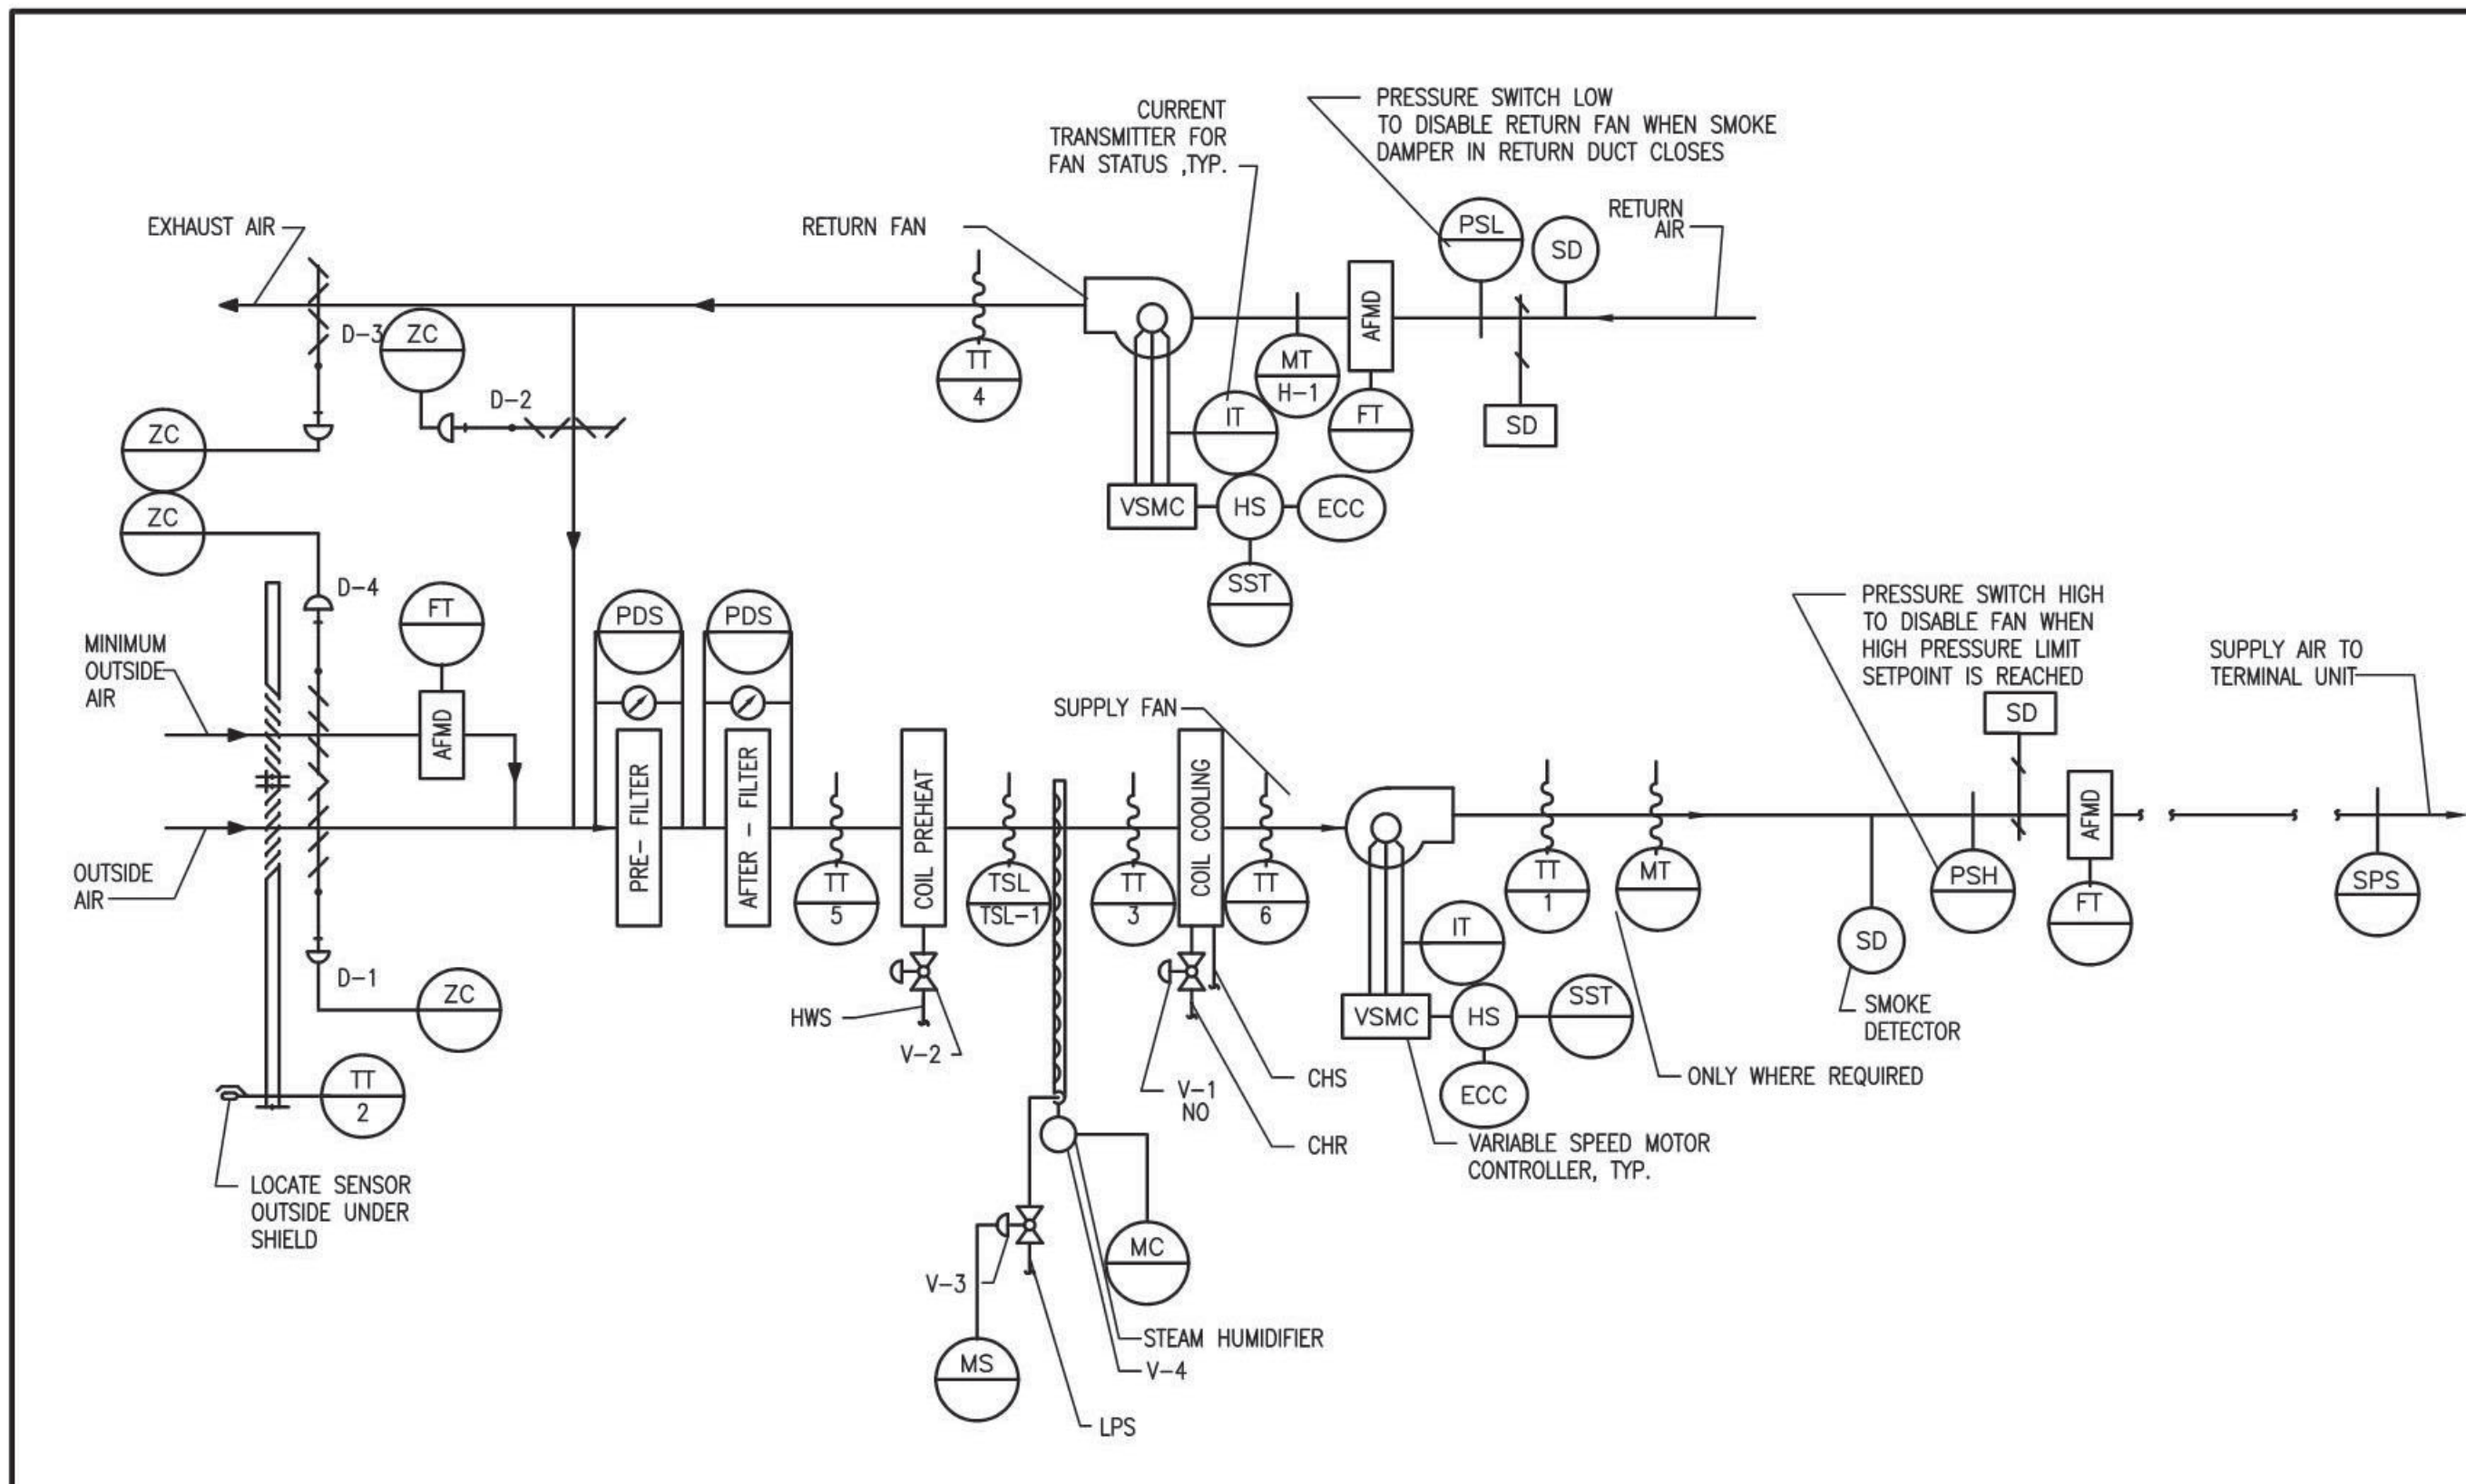 CURRENT
TRANSMITTER FOR
FAN STATUS ,TYP.
PRESSURE SWITCH LOW
TO DISABLE RETURN FAN WHEN SMOKE
DAMPER IN RETURN DUCT CLOSES
EXHAUST AIR
RETURN FAN
PSL
SD
RETURN
AIR
D-3
ZC
TT
4
MT
H-1
AFMD
D-2
IT
FT
SD
ZC
VSMC
HS
ECC
ZC
SST
D-4
FT
PDS
PDS
MINIMUM
OUTSIDE
AIR
AFMD
PRESSURE SWITCH HIGH
TO DISABLE FAN WHEN
HIGH PRESSURE LIMIT
SETPOINT IS REACHED
SUPPLY AIR TO
TERMINAL UNIT
SUPPLY FAN
SD
OUTSIDE
AIR
PRE- FILTER
AFTER - FILTER
TT
5
COIL PREHEAT
TSL
TSL-1
TT
3
COIL COOLING
TT
6
TT
1
MT
PSH
AFMD
FT
SPS
IT
SD
D-1
ZC
HWS
V-2
VSMC
HS
SST
SMOKE
DETECTOR
TT
2
V-1
NO
CHS
CHR
ECC
ONLY WHERE REQUIRED
VARIABLE SPEED MOTOR
CONTROLLER, TYP.
LOCATE SENSOR
OUTSIDE UNDER
SHIELD
MC
V-3
STEAM HUMIDIFIER
MS
V-4
LPS